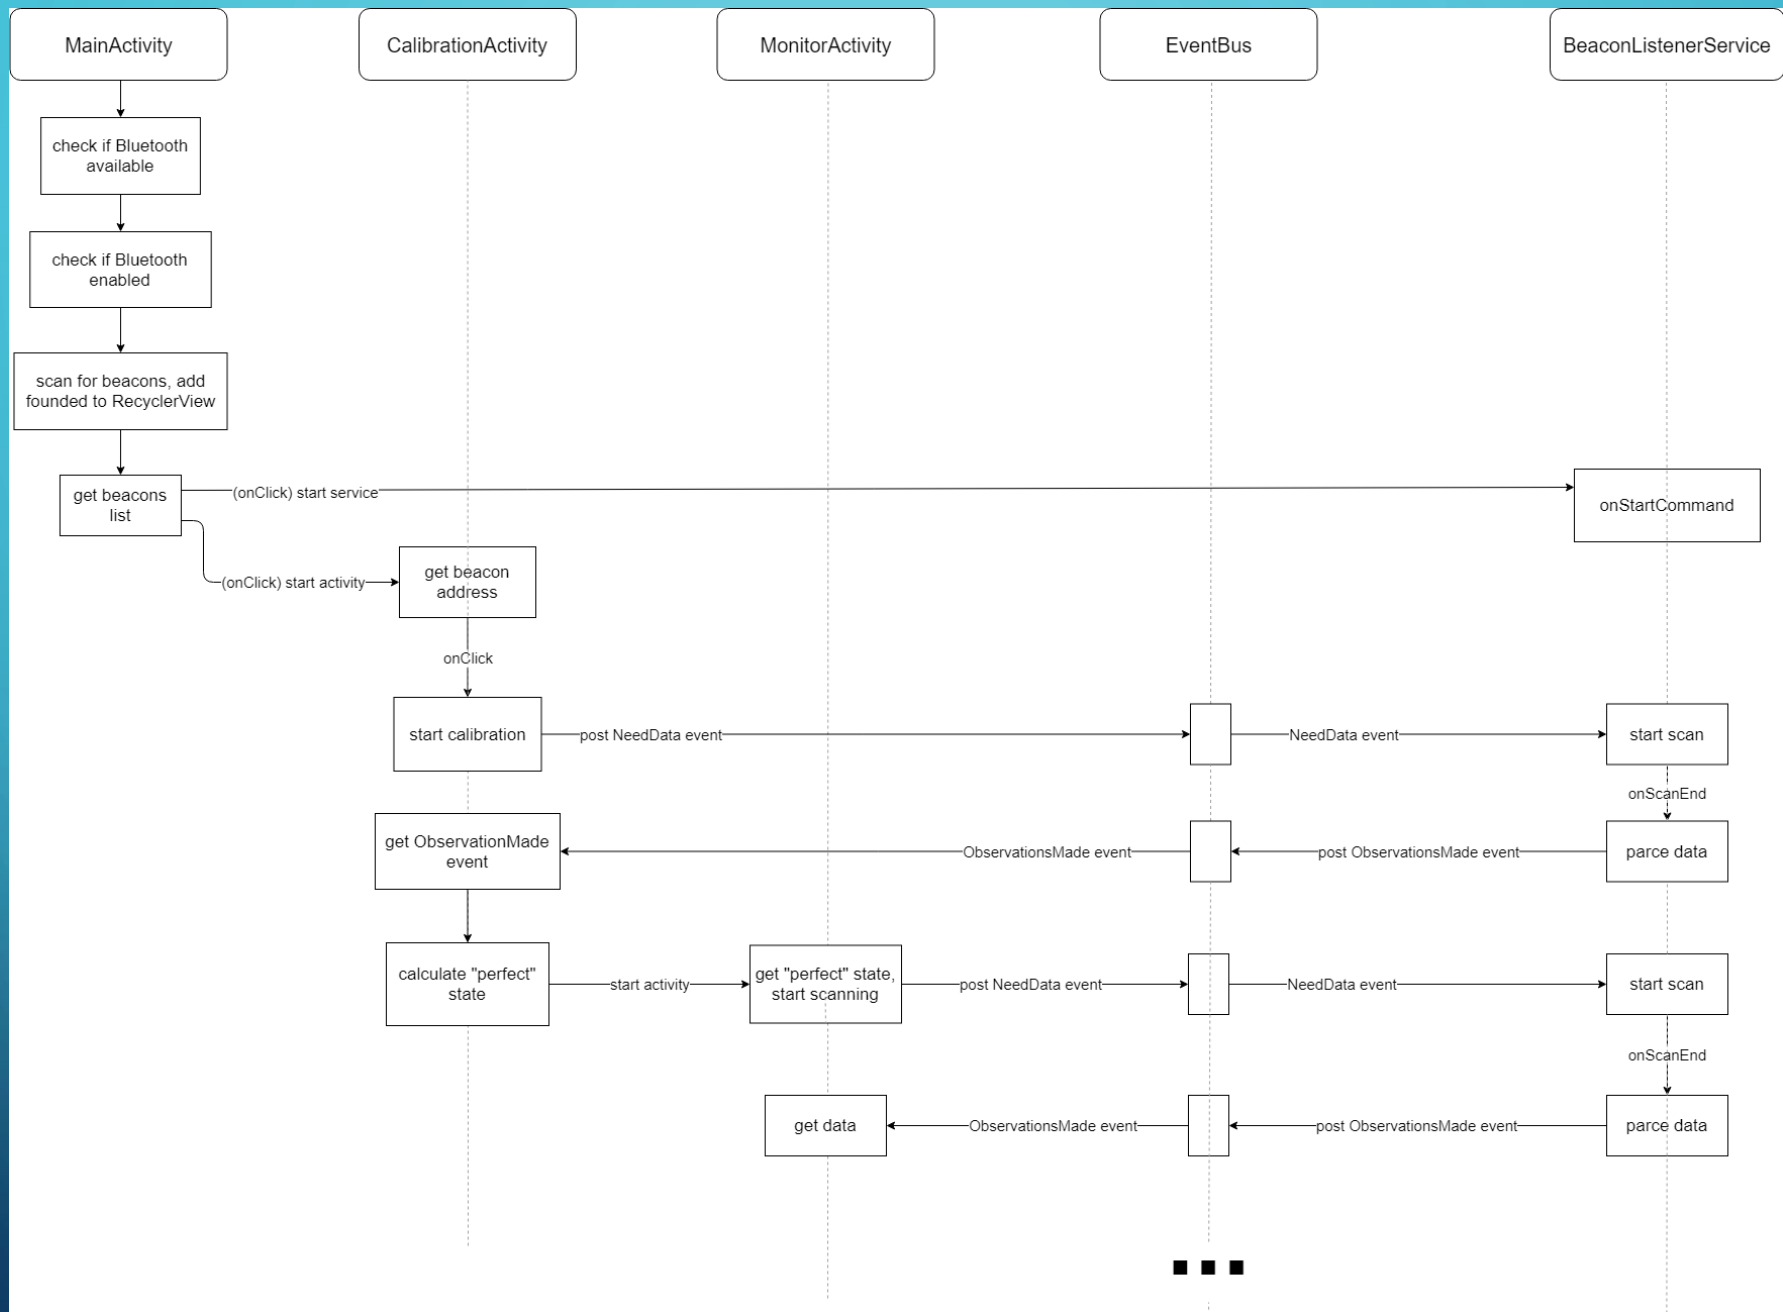 MainActivity
CalibrationActivity
MonitorActivity
EventBus
BeaconListenerService
check if Bluetooth
available
check if Bluetooth
enabled
scan for beacons, add
founded to RecyclerView
get beacons
list
(onClick) start service
onStartCommand
(onClick) start activity
get beacon
address
onClick
start calibration
post NeedData event
NeedData event
start scan
onScanEnd
get ObservationMade
event
ObservationsMade event
post ObservationsMade event
parce data
calculate "perfect"
state
start activity
get "perfect" state,
start scanning
post NeedData event
NeedData event
start scan
onScanEnd
get data
ObservationsMade event
post ObservationsMade event
parce data